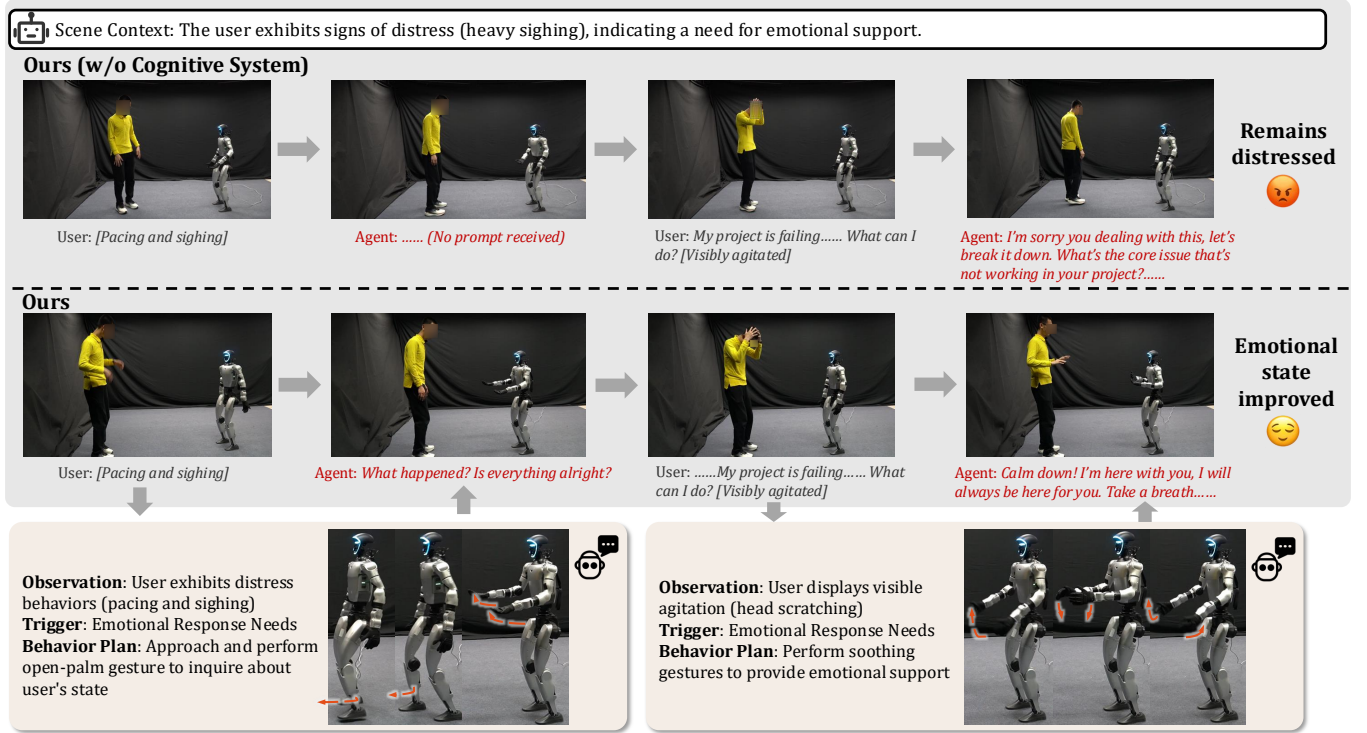 Scene Context: The user exhibits signs of distress (heavy sighing), indicating a need for emotional support.
Ours (w/o Cognitive System)
User: [Pacing and sighing]
Agent: …… (No prompt received)
User: My project is failing…… What can I
do? [Visibly agitated]
Agent: I'm sorry you dealing with this, let's
break it down. What's the core issue that's
not working in your project?……
Remains
distressed
Ours
User: [Pacing and sighing]
Agent: What happened? Is everything alright?
User: ……My project is failing…… What
can I do? [Visibly agitated]
Agent: Calm down! I'm here with you, I will
always be here for you. Take a breath……
Emotional
state
improved
Observation: User exhibits distress
behaviors (pacing and sighing)
Trigger: Emotional Response Needs
Behavior Plan: Approach and perform
open-palm gesture to inquire about
user's state
Observation: User displays visible
agitation (head scratching)
Trigger: Emotional Response Needs
Behavior Plan: Perform soothing
gestures to provide emotional support